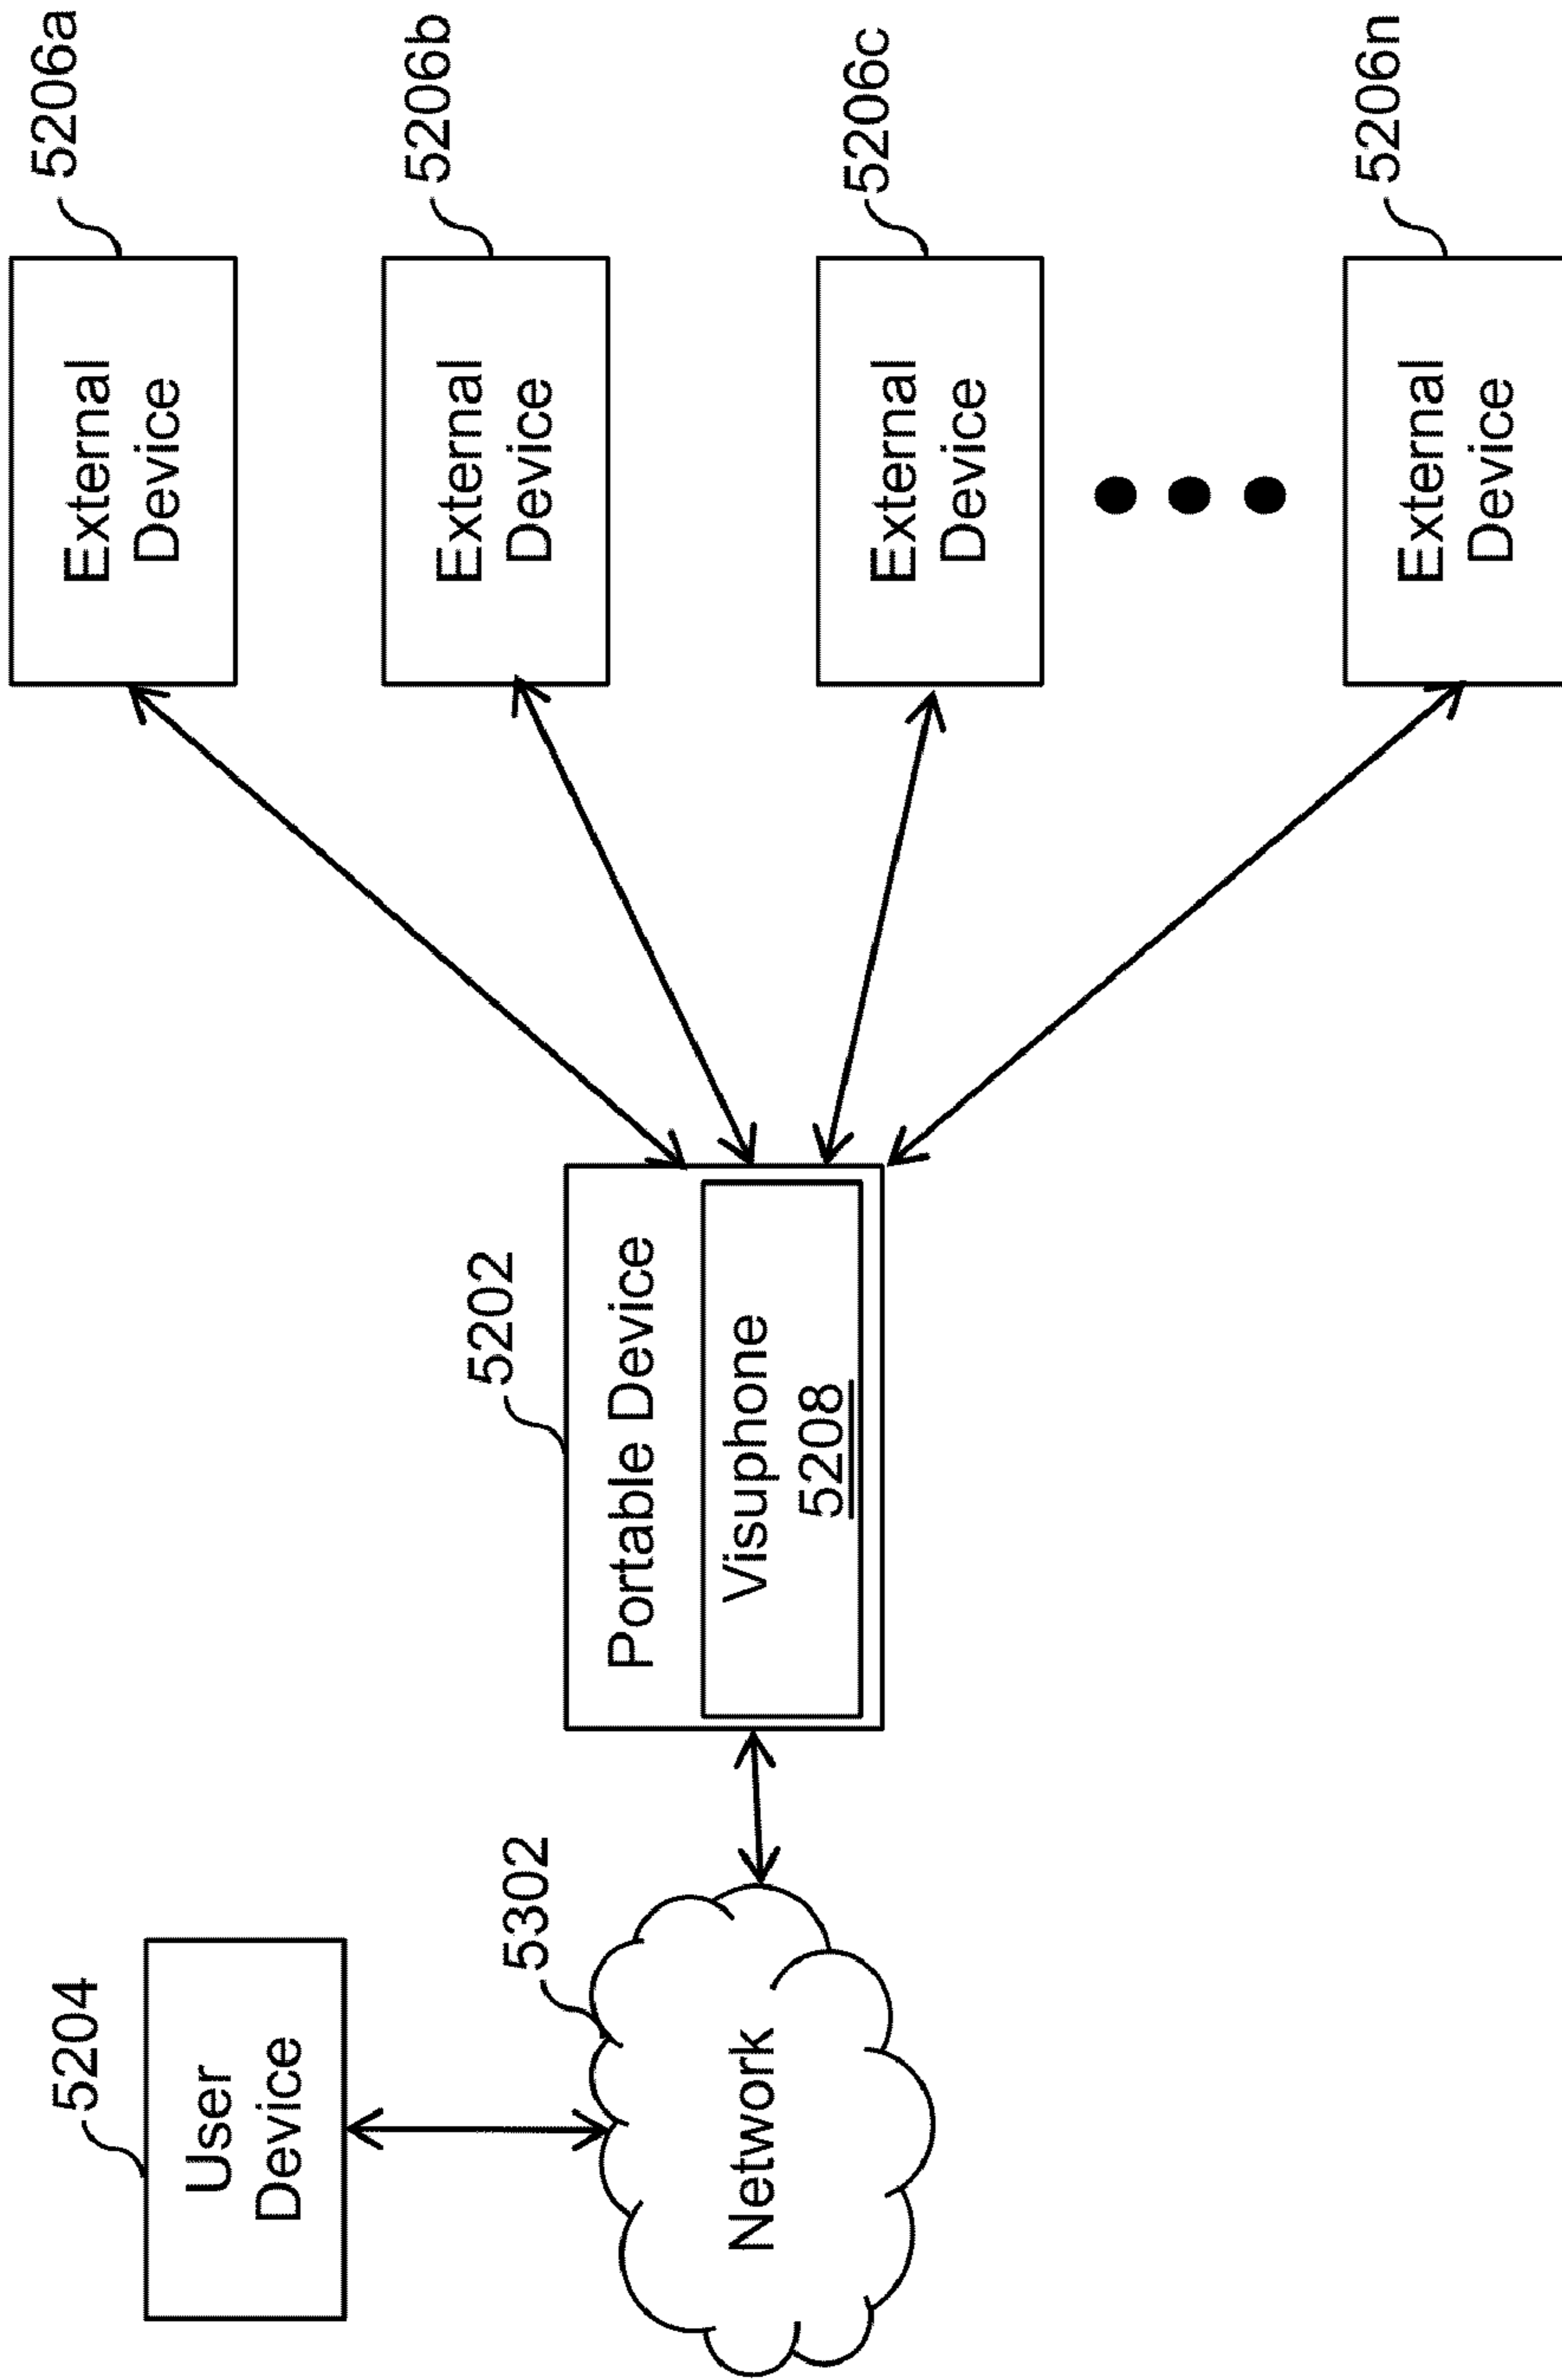 5204
User
Device
5302
Network
5202
Portable Device
Visuphone
5208
External
Device
5206a
External
Device
5206b
External
Device
5206c
External
Device
5206n